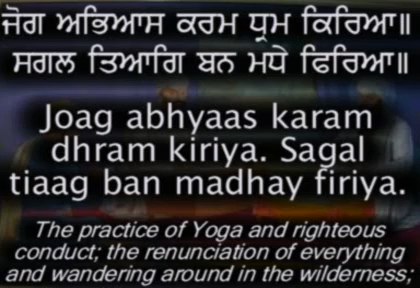 ਜੋਗ ਅਭਿਆਸ ਕਰਮ ਧ੍ਰਮ ਕਿਰਿਆ॥
ਸਗਲ ਤਿਆਗਿ ਬਨ ਮਧੇ ਫਿਰਿਆ॥
Joag abhyaas karam
dhram kiriya. Sagal
tiaag ban madhay firiya.
The practice of Yoga and righteous
conduct; the renunciation of everything
and wandering around in the wilderness;